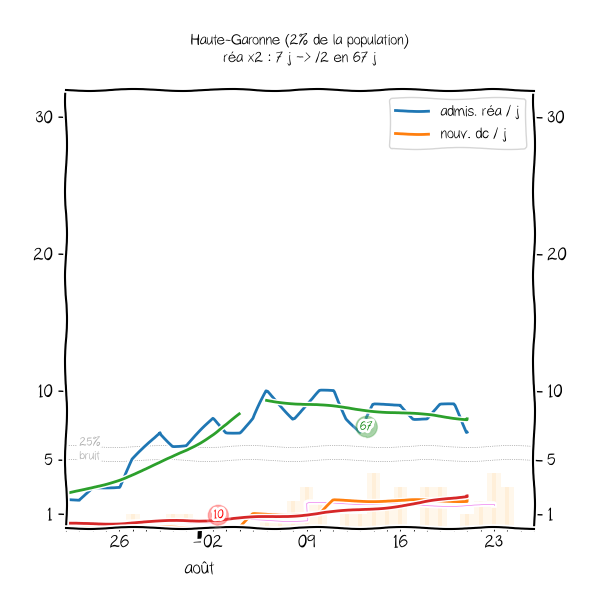 Haute-Garonne (2% de la population)
réa x2 : 7 j -> /2 en 67 j
admis. réa / j
nouv. dc / j
30 30
20 20
10 10
5 5
1 1
25%
bruit
67
10
26 02 09 16 23
août